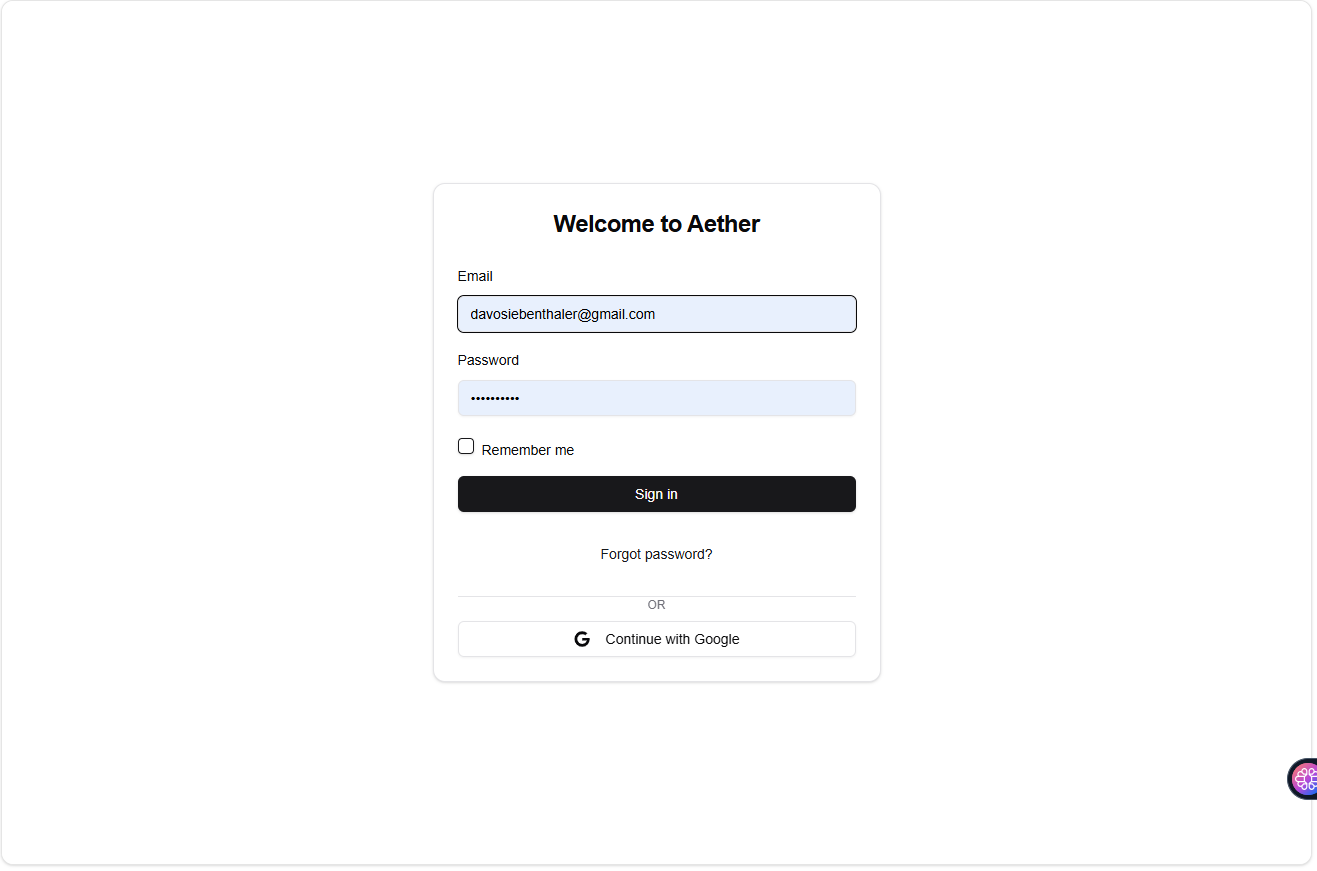 Welcome to Aether
Email
davosiebenthaler@gmail.com
Password
••••••••••
Remember me
Sign in
Forgot password?
OR
Continue with Google